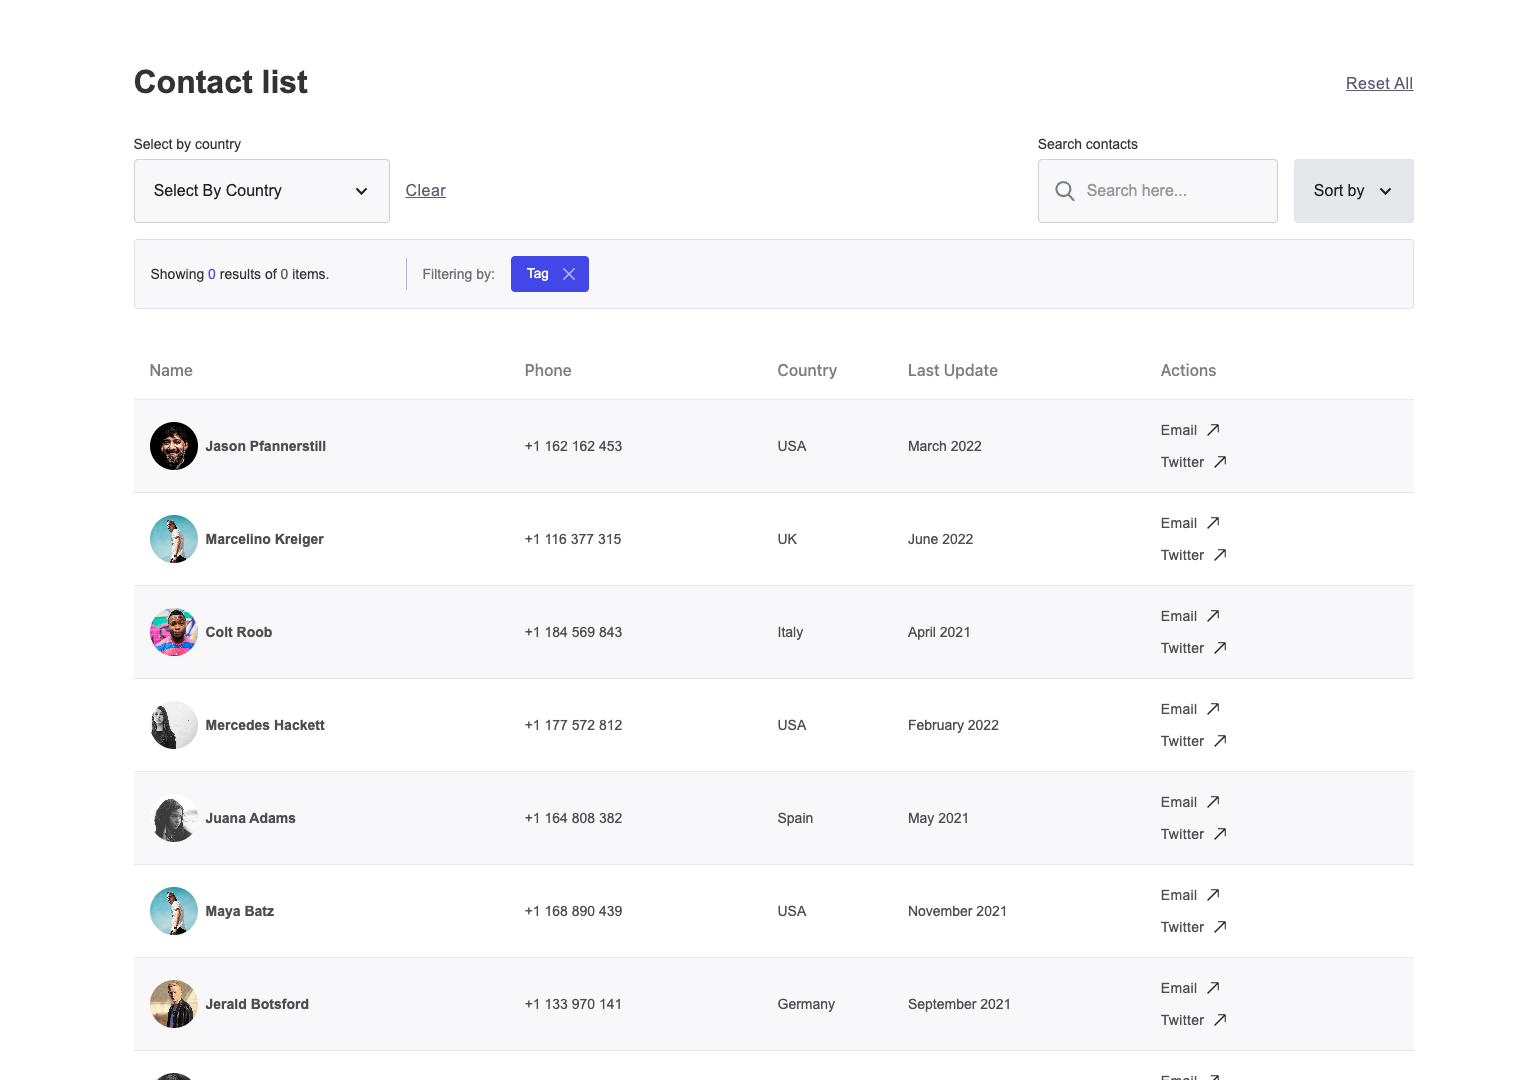 Contact list
Reset All
Select by country
Search contacts
Select By Country
Clear
Search here...
Sort by
Showing 0 results of 0 items.
Filtering by:
Tag
Name Phone Country Last Update Actions
Jason Pfannerstill +1 162 162 453 USA March 2022
Email
Twitter
Marcelino Kreiger +1 116 377 315 UK June 2022
Email
Twitter
Colt Roob +1 184 569 843 Italy April 2021
Email
Twitter
Mercedes Hackett +1 177 572 812 USA February 2022
Email
Twitter
Juana Adams +1 164 808 382 Spain May 2021
Email
Twitter
Maya Batz +1 168 890 439 USA November 2021
Email
Twitter
Jerald Botsford +1 133 970 141 Germany September 2021
Email
Twitter
Email